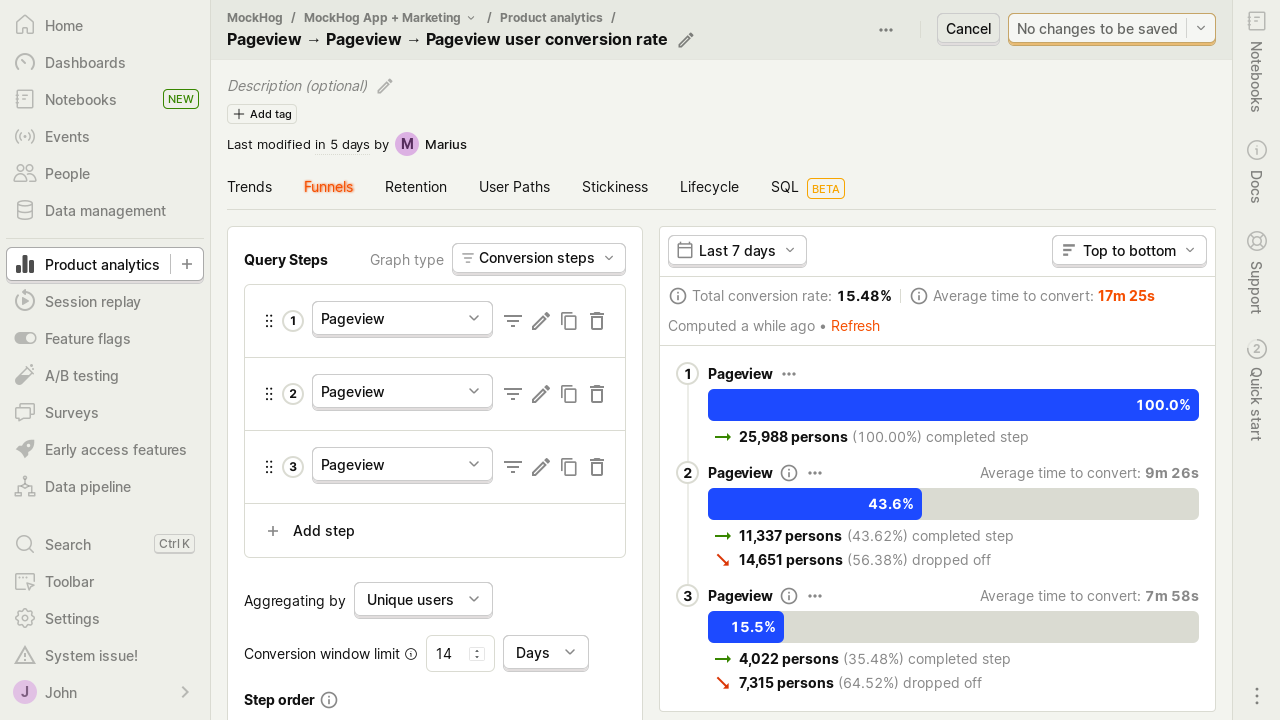 Home
Dashboards
Notebooks NEW
Events
People
Data management
Product analytics
Session replay
Feature flags
A/B testing
Surveys
Early access features
Data pipeline
Search Ctrl K
Toolbar
Settings
System issue!
J John
MockHog / MockHog App + Marketing / Product analytics /
Pageview → Pageview → Pageview user conversion rate
Cancel
No changes to be saved
Description (optional)
Add tag
Last modified in 5 days by M Marius
Trends Funnels Retention User Paths Stickiness Lifecycle SQL BETA
Query Steps Graph type Conversion steps
1 Pageview
2 Pageview
3 Pageview
Add step
Aggregating by Unique users
Conversion window limit 14 Days
Step order
Last 7 days Top to bottom
Total conversion rate: 15.48% Average time to convert: 17m 25s
Computed a while ago • Refresh
1 Pageview
100.0%
25,988 persons (100.00%) completed step
2 Pageview Average time to convert: 9m 26s
43.6%
11,337 persons (43.62%) completed step
14,651 persons (56.38%) dropped off
3 Pageview Average time to convert: 7m 58s
15.5%
4,022 persons (35.48%) completed step
7,315 persons (64.52%) dropped off
Notebooks
Docs
Support
2 Quick start